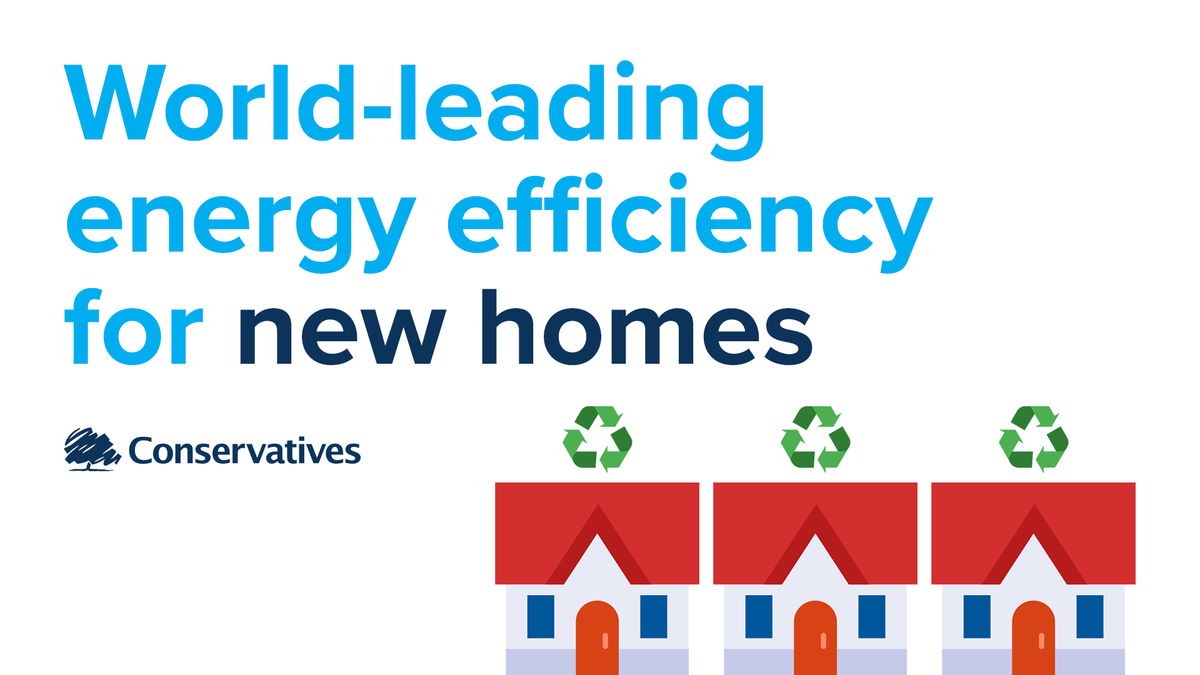 World-leading
energy efficiency
for new homes
Conservatives